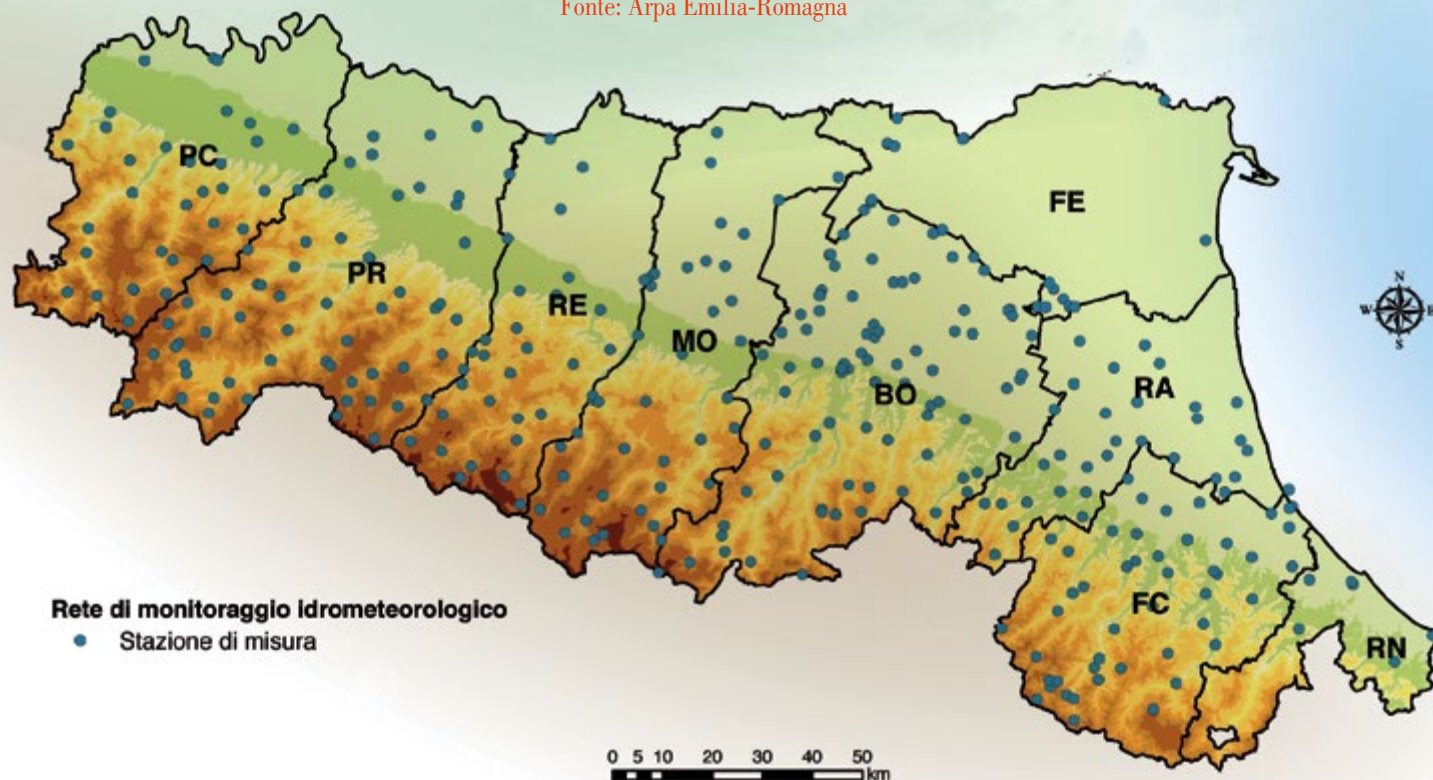 Fonte: Arpa Emilia-Romagna
PC
FE
PR
RE
MO
BO
RA
N
W E
S
FC
RN
Rete di monitoraggio idrometeorologico
Stazione di misura
0 5 10 20 30 40 50
km